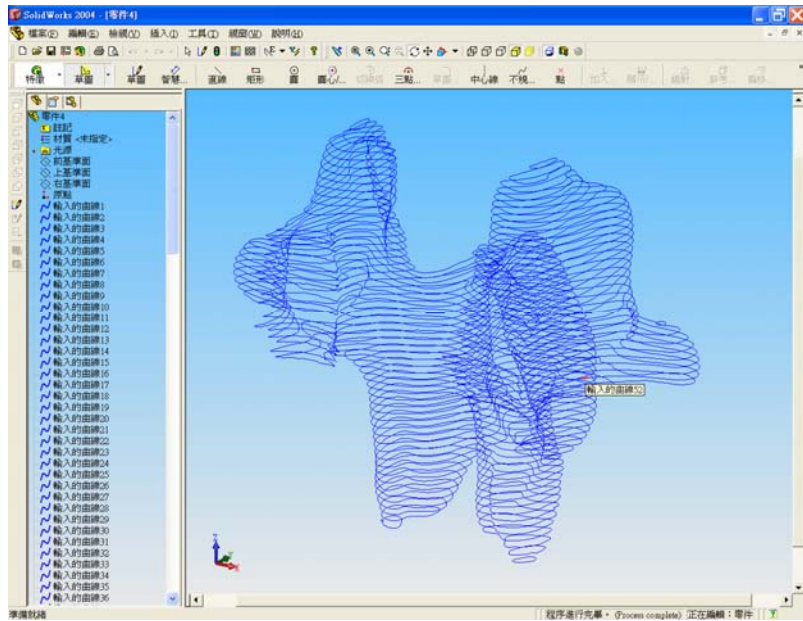 SolidWorks 2004 - [零件4]
檔案(F) 編輯(E) 檢視(V) 插入(I) 工具(T) 視窗(W) 說明(H)
特徵 草圖 草圖 智慧... 直線 矩形 圓 圓心/... 三點... 中心線 不規... 點
零件4
註記
材質 <未指定>
光源
前基準面
上基準面
右基準面
原點
輸入的曲線1
輸入的曲線2
輸入的曲線3
輸入的曲線4
輸入的曲線5
輸入的曲線6
輸入的曲線7
輸入的曲線8
輸入的曲線9
輸入的曲線10
輸入的曲線11
輸入的曲線12
輸入的曲線13
輸入的曲線14
輸入的曲線15
輸入的曲線16
輸入的曲線17
輸入的曲線18
輸入的曲線19
輸入的曲線20
輸入的曲線21
輸入的曲線22
輸入的曲線23
輸入的曲線24
輸入的曲線25
輸入的曲線26
輸入的曲線27
輸入的曲線28
輸入的曲線29
輸入的曲線30
輸入的曲線31
輸入的曲線32
輸入的曲線33
輸入的曲線34
輸入的曲線35
輸入的曲線36
輸入的曲線52
Z
X
準備就緒
程序進行完畢。 (Process complete) 正在編輯：零件